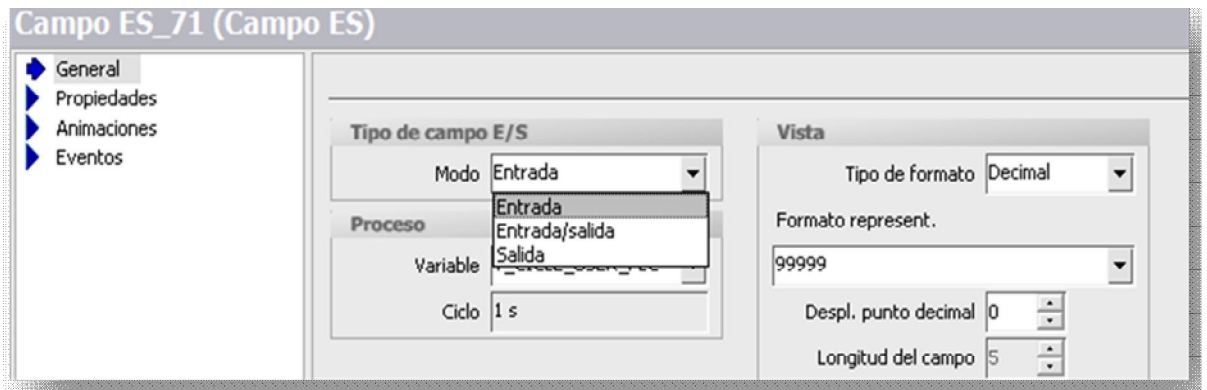 Campo ES_71 (Campo ES)
General
Propiedades
Animaciones
Eventos
Tipo de campo E/S
Modo Entrada
Entrada
Entrada/salida
Salida
Proceso
Variable
Ciclo 1 s
Vista
Tipo de formato Decimal
Formato represent.
99999
Despl. punto decimal 0
Longitud del campo 5